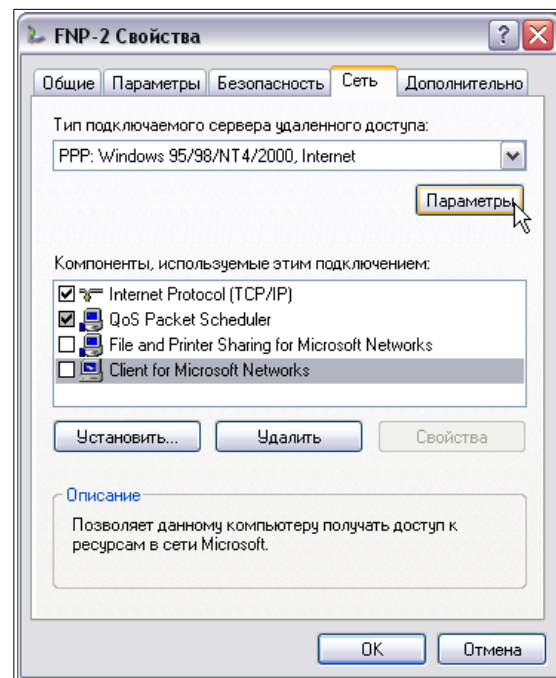 FNP-2 Свойства
Общие Параметры Безопасность Сеть Дополнительно
Тип подключаемого сервера удаленного доступа:
PPP: Windows 95/98/NT4/2000, Internet
Параметры
Компоненты, используемые этим подключением:
Internet Protocol (TCP/IP)
QoS Packet Scheduler
File and Printer Sharing for Microsoft Networks
Client for Microsoft Networks
Установить... Удалить Свойства
Описание
Позволяет данному компьютеру получать доступ к
ресурсам в сети Microsoft.
OK Отмена